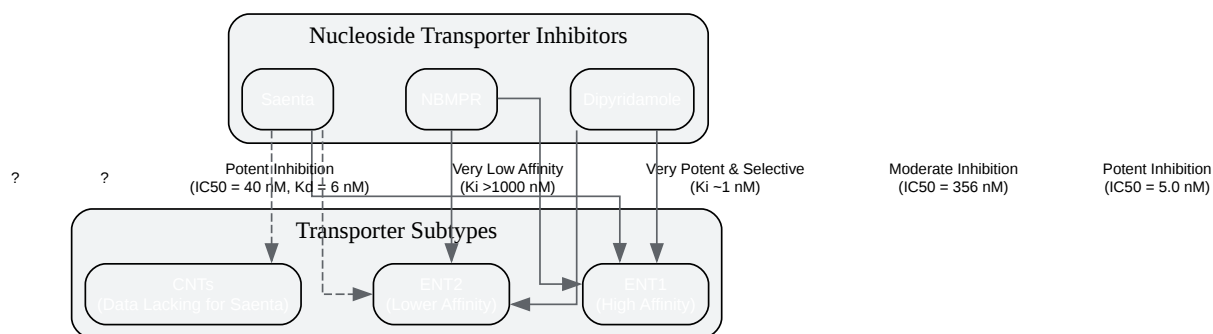 Nucleoside Transporter Inhibitors
Saenta
NBMPR
Dipyridamole
?
?
Potent Inhibition
(IC50 = 40 nM, Kd = 6 nM)
Very Low Affinity
(Ki >1000 nM)
Very Potent & Selective
(Ki ~1 nM)
Moderate Inhibition
(IC50 = 356 nM)
Potent Inhibition
(IC50 = 5.0 nM)
Transporter Subtypes
CNTs
(Data Lacking for Saenta)
ENT2
(Lower Affinity)
ENT1
(High Affinity)